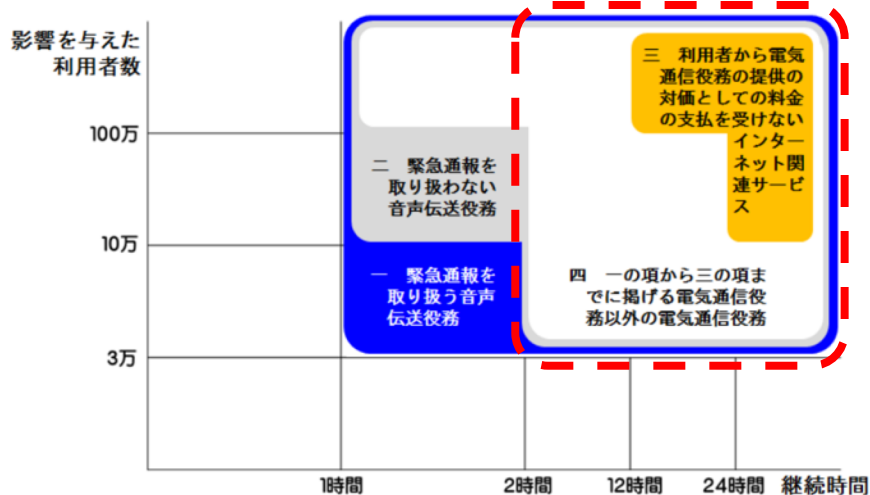 影響を与えた
利用者数
100万
10万
3万
三 利用者から電気
通信役務の提供の
対価としての料金
の支払を受けない
インター
ネット関
連サービ
ス
二 緊急通報を
取り扱わない
音声伝送役務
一 緊急通報を
取り扱う音声
伝送役務
四 一の項から三の項ま
でに掲げる電気通信役
務以外の電気通信役務
1時間
2時間
12時間
24時間
継続時間